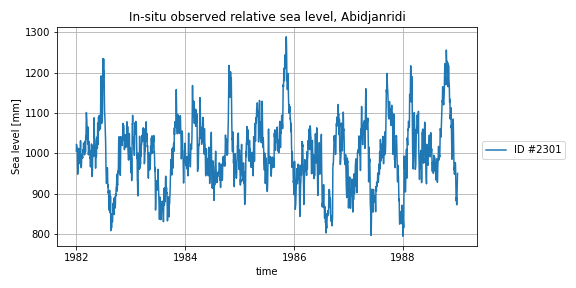 In-situ observed relative sea level, Abidjanridi
Sea level [mm]
1300
1200
1100
1000
900
800
1982
1984
1986
1988
time
ID #2301